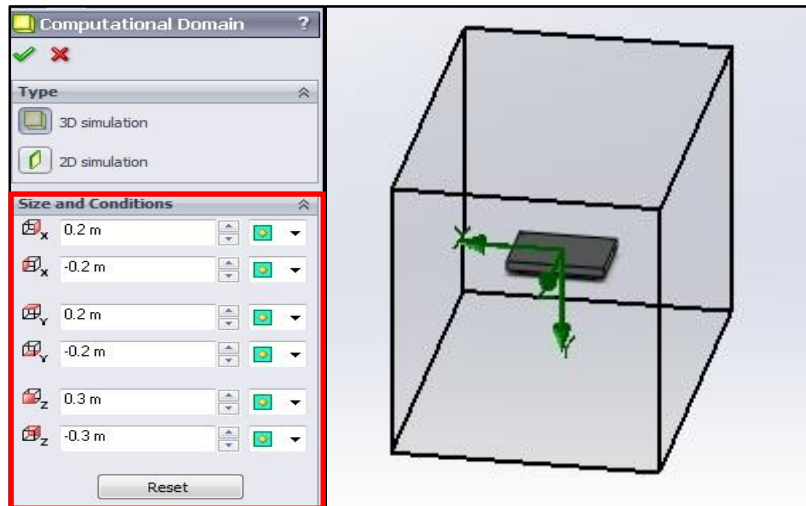 Computational Domain ?
Type
3D simulation
2D simulation
Size and Conditions
X 0.2 m
X -0.2 m
Y 0.2 m
Y -0.2 m
Z 0.3 m
Z -0.3 m
Reset
X
Z
Y